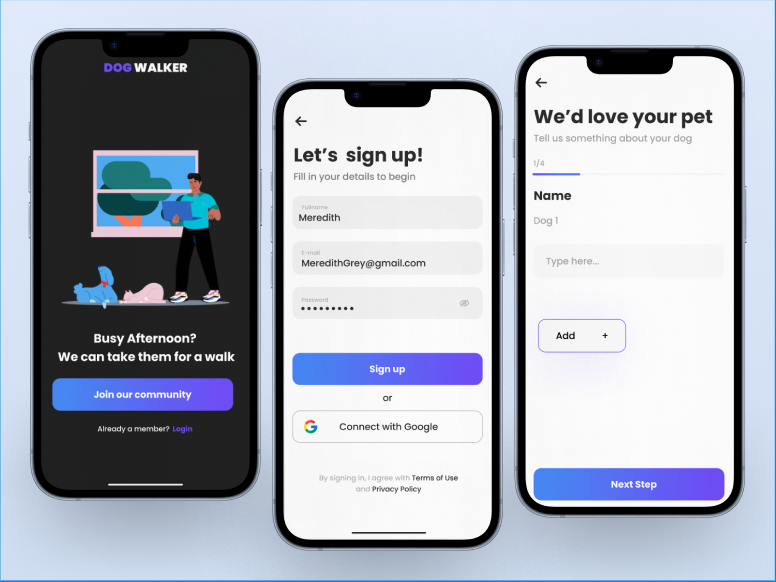 DOG WALKER
Busy Afternoon?
We can take them for a walk
Join our community
Already a member? Login
Let's sign up!
Fill in your details to begin
Fullname
Meredith
E-mail
MeredithGrey@gmail.com
Password
•••••••••
Sign up
or
Connect with Google
By signing in, I agree with Terms of Use
and Privacy Policy
We'd love your pet
Tell us something about your dog
1/4
Name
Dog 1
Type here...
Add +
Next Step